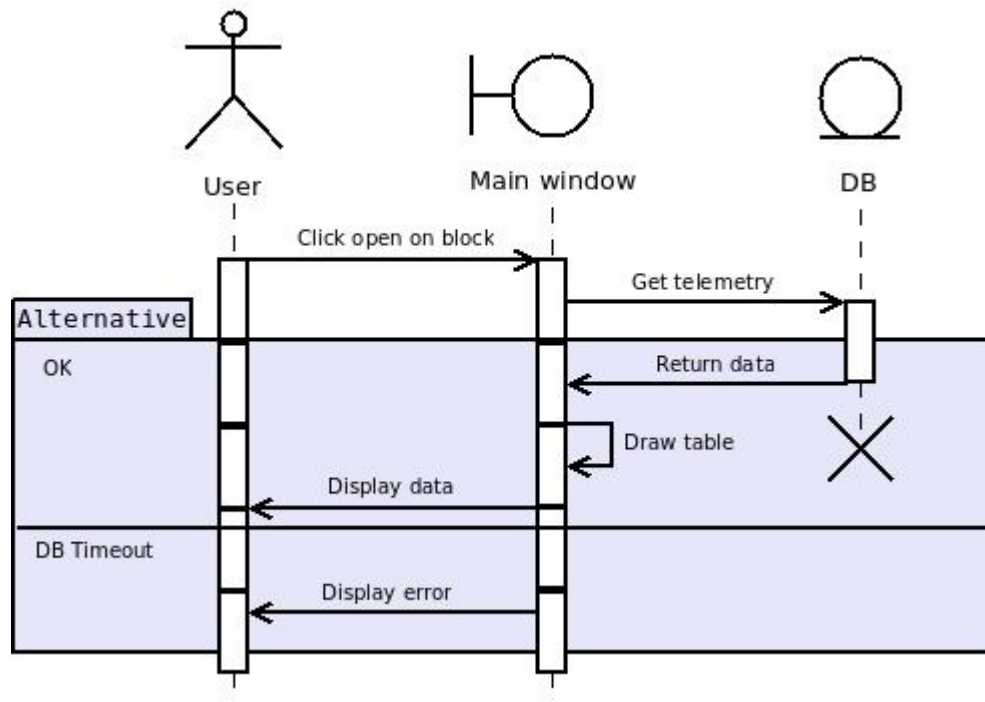 User
Main window
DB
Click open on block
Get telemetry
Alternative
OK
Return data
Draw table
Display data
DB Timeout
Display error